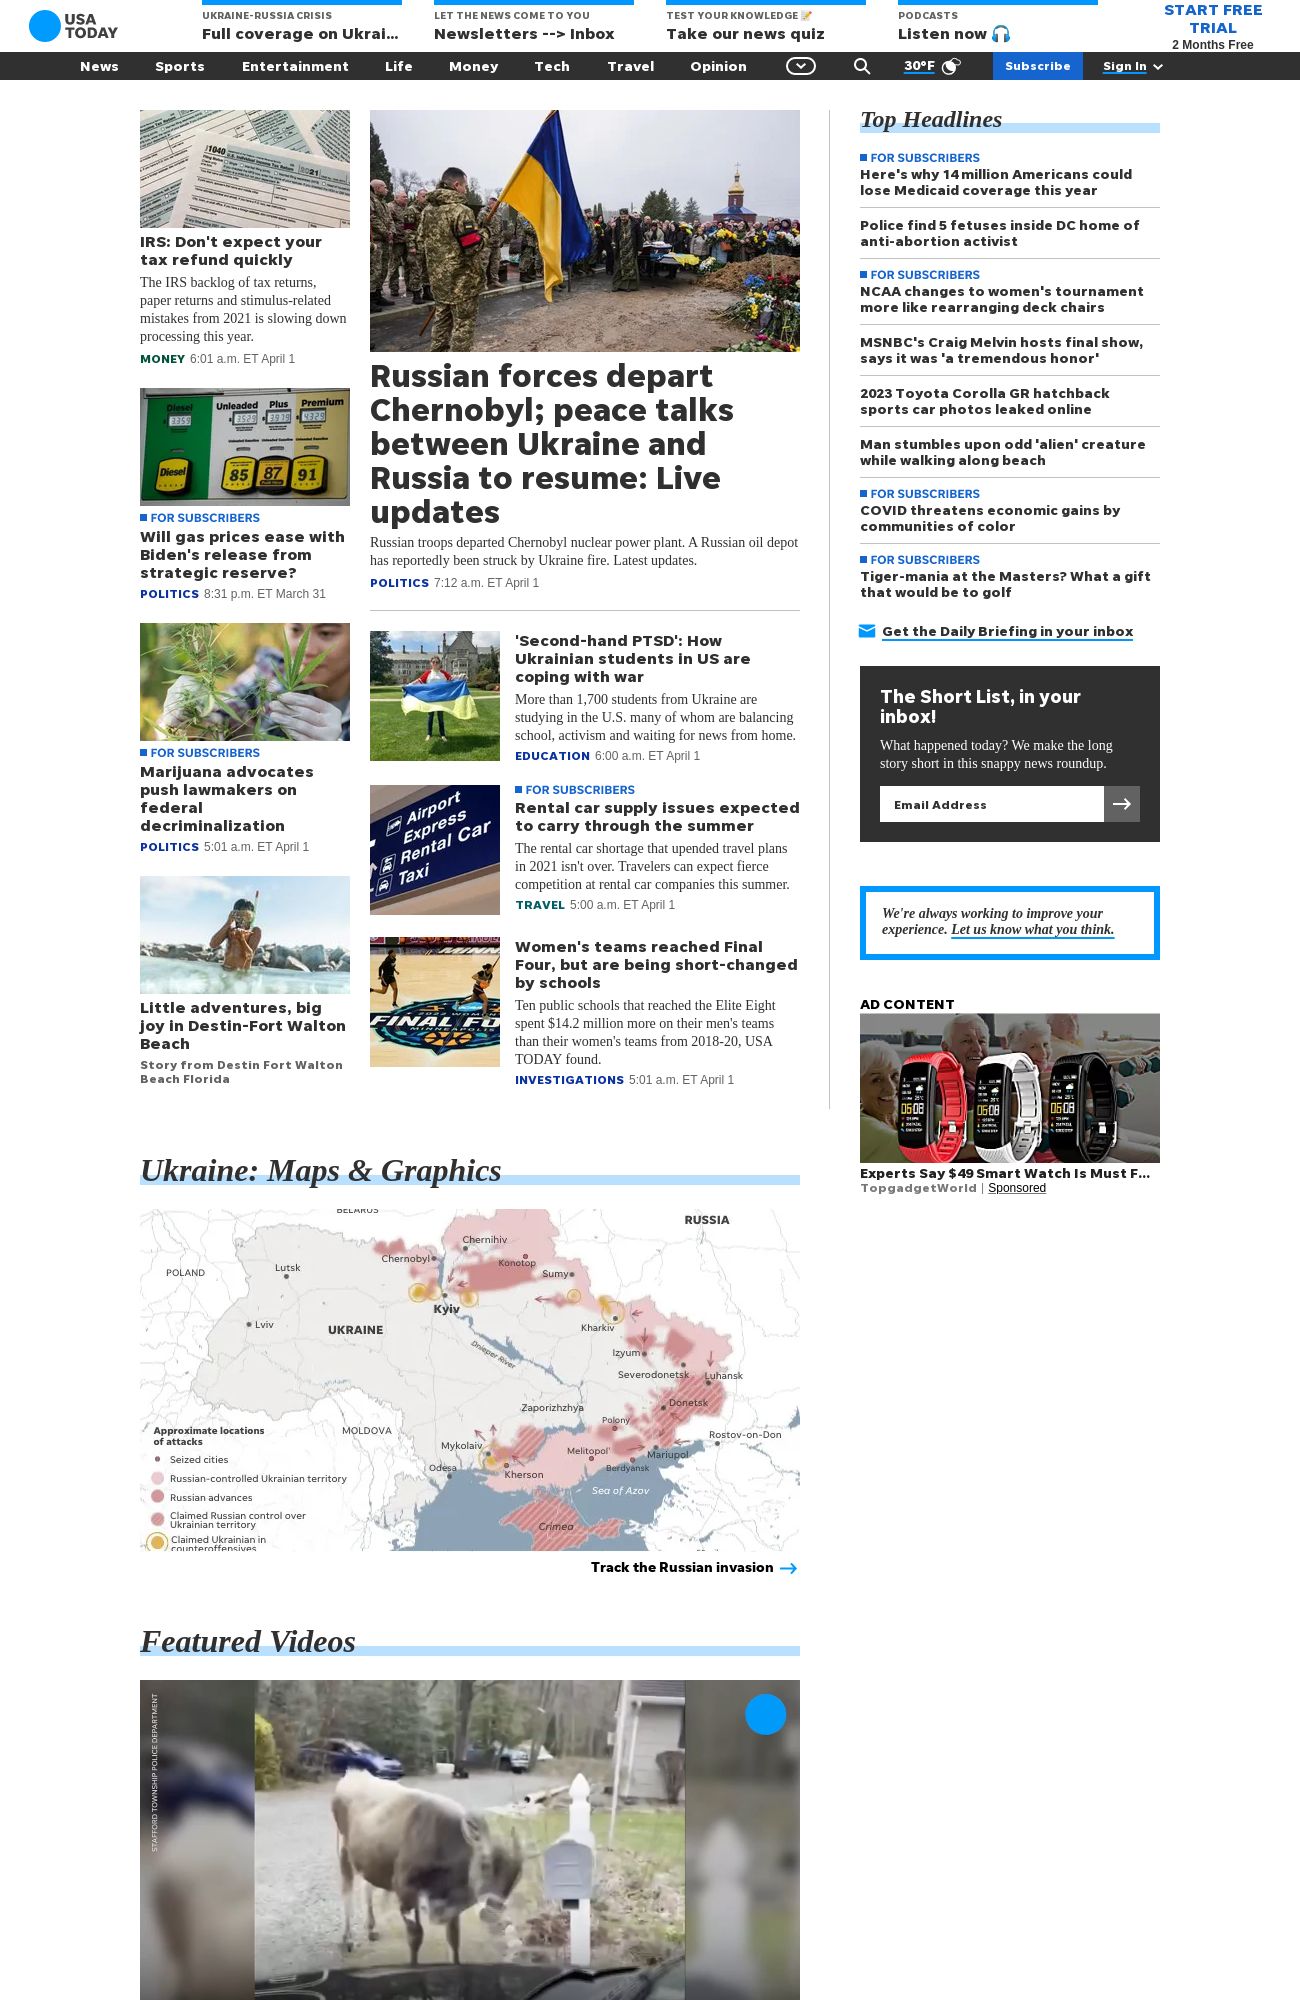 USA
TODAY
UKRAINE-RUSSIA CRISIS
Full coverage on Ukrai...
LET THE NEWS COME TO YOU
Newsletters --> Inbox
TEST YOUR KNOWLEDGE 📝
Take our news quiz
PODCASTS
Listen now 🎧
START FREE
TRIAL
2 Months Free
News Sports Entertainment Life Money Tech Travel Opinion 30°F Subscribe Sign In
1040
U.S. Individual Income Tax Return
2021
IRS: Don't expect your
tax refund quickly
The IRS backlog of tax returns,
paper returns and stimulus-related
mistakes from 2021 is slowing down
processing this year.
MONEY 6:01 a.m. ET April 1
Diesel Unleaded Plus Premium
Diesel 85 87 91
FOR SUBSCRIBERS
Will gas prices ease with
Biden's release from
strategic reserve?
POLITICS 8:31 p.m. ET March 31
FOR SUBSCRIBERS
Marijuana advocates
push lawmakers on
federal
decriminalization
POLITICS 5:01 a.m. ET April 1
Little adventures, big
joy in Destin-Fort Walton
Beach
Story from Destin Fort Walton
Beach Florida
Russian forces depart
Chernobyl; peace talks
between Ukraine and
Russia to resume: Live
updates
Russian troops departed Chernobyl nuclear power plant. A Russian oil depot
has reportedly been struck by Ukraine fire. Latest updates.
POLITICS 7:12 a.m. ET April 1
'Second-hand PTSD': How
Ukrainian students in US are
coping with war
More than 1,700 students from Ukraine are
studying in the U.S. many of whom are balancing
school, activism and waiting for news from home.
EDUCATION 6:00 a.m. ET April 1
Airport
Express
Rental Car
Taxi
FOR SUBSCRIBERS
Rental car supply issues expected
to carry through the summer
The rental car shortage that upended travel plans
in 2021 isn't over. Travelers can expect fierce
competition at rental car companies this summer.
TRAVEL 5:00 a.m. ET April 1
FINAL FO
MINNEAPOLIS
Women's teams reached Final
Four, but are being short-changed
by schools
Ten public schools that reached the Elite Eight
spent $14.2 million more on their men's teams
than their women's teams from 2018-20, USA
TODAY found.
INVESTIGATIONS 5:01 a.m. ET April 1
Top Headlines
FOR SUBSCRIBERS
Here's why 14 million Americans could
lose Medicaid coverage this year
Police find 5 fetuses inside DC home of
anti-abortion activist
FOR SUBSCRIBERS
NCAA changes to women's tournament
more like rearranging deck chairs
MSNBC's Craig Melvin hosts final show,
says it was 'a tremendous honor'
2023 Toyota Corolla GR hatchback
sports car photos leaked online
Man stumbles upon odd 'alien' creature
while walking along beach
FOR SUBSCRIBERS
COVID threatens economic gains by
communities of color
FOR SUBSCRIBERS
Tiger-mania at the Masters? What a gift
that would be to golf
Get the Daily Briefing in your inbox
The Short List, in your
inbox!
What happened today? We make the long
story short in this snappy news roundup.
Email Address
We're always working to improve your
experience. Let us know what you think.
AD CONTENT
Experts Say $49 Smart Watch Is Must F...
TopgadgetWorld | Sponsored
Ukraine: Maps & Graphics
BELARUS
RUSSIA
Chernihiv
Chernobyl
Konotop
POLAND
Lutsk
Sumy
Kyiv
Lviv
UKRAINE
Kharkiv
Dnieper River
Izyum
Severodonetsk
Luhansk
Zaporizhzhya
Donetsk
Polony
MOLDOVA
Rostov-on-Don
Mykolaiv
Melitopol'
Mariupol
Odesa
Kherson
Berdyansk
Sea of Azov
Crimea
Approximate locations
of attacks
Seized cities
Russian-controlled Ukrainian territory
Russian advances
Claimed Russian control over
Ukrainian territory
Claimed Ukrainian in
counteroffensives
Track the Russian invasion
Featured Videos
STAFFORD TOWNSHIP POLICE DEPARTMENT